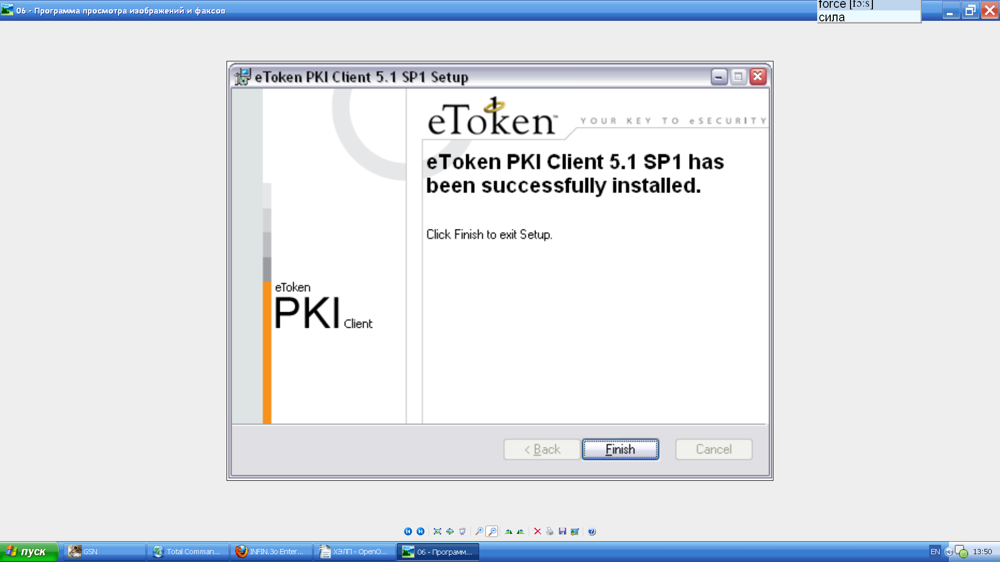 06 - Программа просмотра изображений и факсов
force [fɔ:s]
сила
eToken PKI Client 5.1 SP1 Setup
eToken™
YOUR KEY TO eSECURITY
eToken PKI Client 5.1 SP1 has
been successfully installed.
Click Finish to exit Setup.
eToken
PKI Client
< Back
Finish
Cancel
пуск
GSN
Total Comman...
INFIN.3o Enter...
ХЭЛП - OpenO...
06 - Программ...
EN
13:50